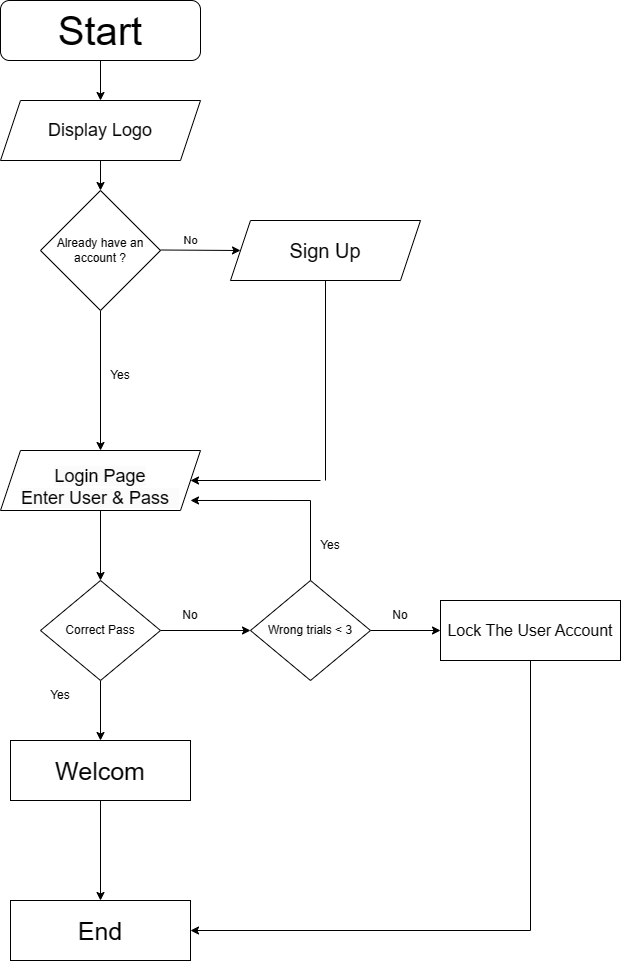 Start
Display Logo
Already have an
account ?
No
Sign Up
Yes
Login Page
Enter User & Pass
Yes
Correct Pass
No
Wrong trials < 3
No
Lock The User Account
Yes
Welcom
End